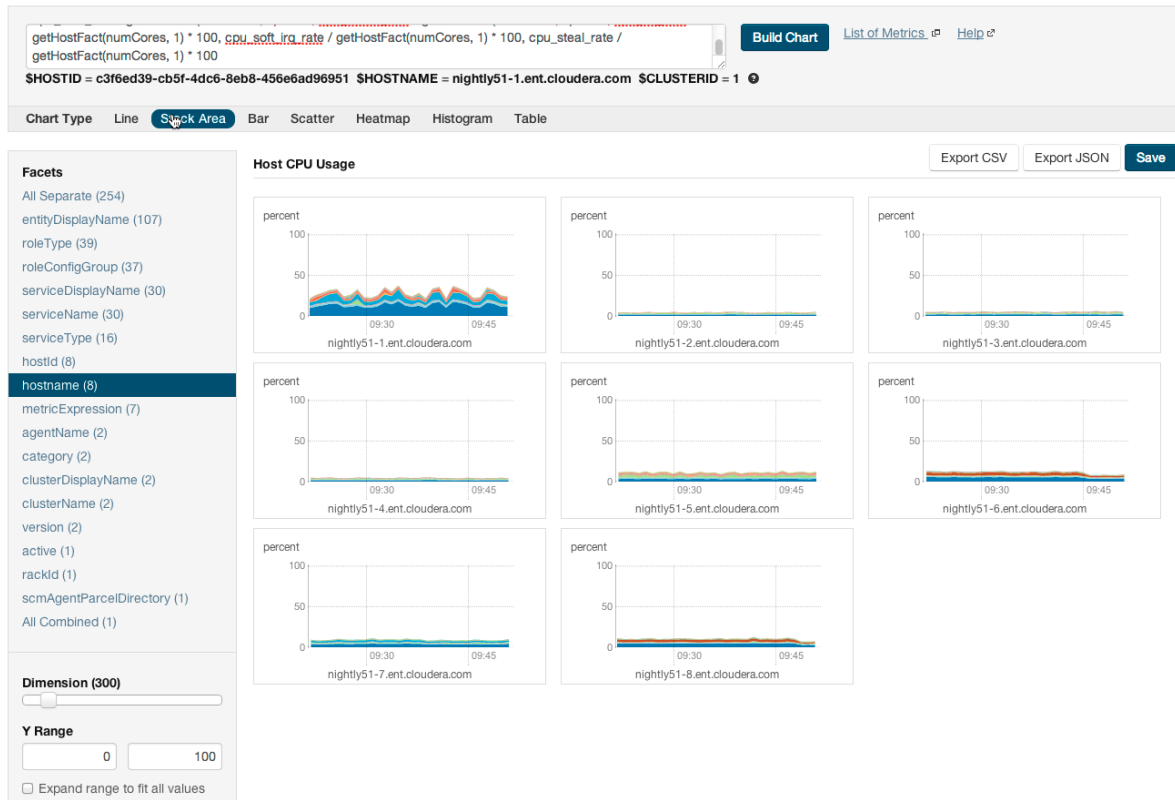 getHostFact(numCores, 1) * 100, cpu_soft_irq_rate / getHostFact(numCores, 1) * 100, cpu_steal_rate /
getHostFact(numCores, 1) * 100
Build Chart
List of Metrics
Help
$HOSTID = c3f6ed39-cb5f-4dc6-8eb8-456e6ad96951 $HOSTNAME = nightly51-1.ent.cloudera.com $CLUSTERID = 1
Chart Type Line Stack Area Bar Scatter Heatmap Histogram Table
Facets
All Separate (254)
entityDisplayName (107)
roleType (39)
roleConfigGroup (37)
serviceDisplayName (30)
serviceName (30)
serviceType (16)
hostId (8)
hostname (8)
metricExpression (7)
agentName (2)
category (2)
clusterDisplayName (2)
clusterName (2)
version (2)
active (1)
rackId (1)
scmAgentParcelDirectory (1)
All Combined (1)
Dimension (300)
Y Range
0 100
Expand range to fit all values
Host CPU Usage
Export CSV Export JSON Save
percent
100
50
0
09:30 09:45
nightly51-1.ent.cloudera.com
percent
100
50
0
09:30 09:45
nightly51-2.ent.cloudera.com
percent
100
50
0
09:30 09:45
nightly51-3.ent.cloudera.com
percent
100
50
0
09:30 09:45
nightly51-4.ent.cloudera.com
percent
100
50
0
09:30 09:45
nightly51-5.ent.cloudera.com
percent
100
50
0
09:30 09:45
nightly51-6.ent.cloudera.com
percent
100
50
0
09:30 09:45
nightly51-7.ent.cloudera.com
percent
100
50
0
09:30 09:45
nightly51-8.ent.cloudera.com